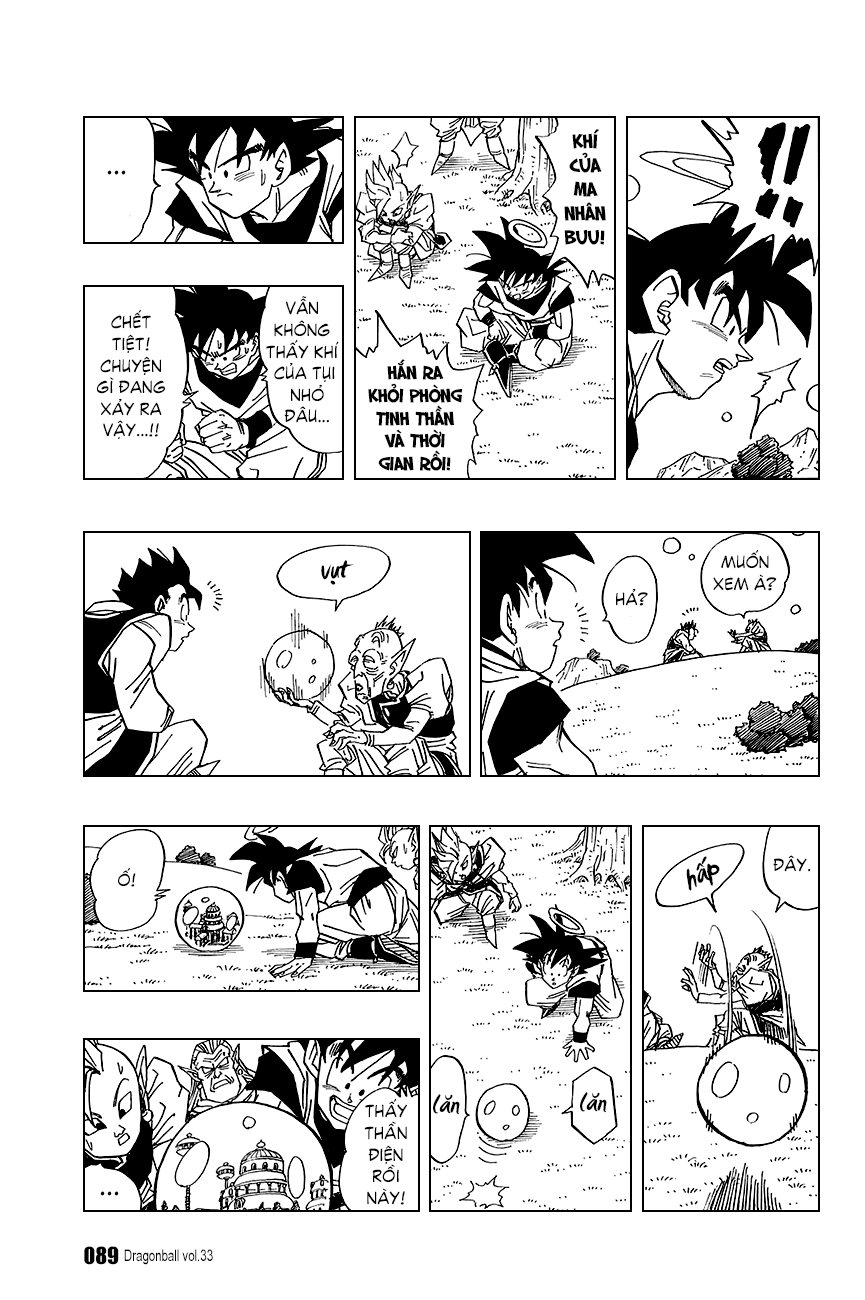 !!
KHÍ
CỦA
MA
NHÂN
BUU!
HẮN RA
KHỎI PHÒNG
TINH THẦN
VÀ THỜI
GIAN RỒI!
...
VẪN
KHÔNG
THẤY KHÍ
CỦA TỤI
NHỎ
ĐÂU...
CHẾT
TIỆT!
CHUYỆN
GÌ ĐANG
XẢY RA
VẬY...!!
MUỐN
XEM À?
HẢ?
vụt
ĐÂY.
hấp
lăn
lăn
Ố!
THẤY
THẦN
ĐIỆN
RỒI
NÀY!
...
089 Dragonball vol.33